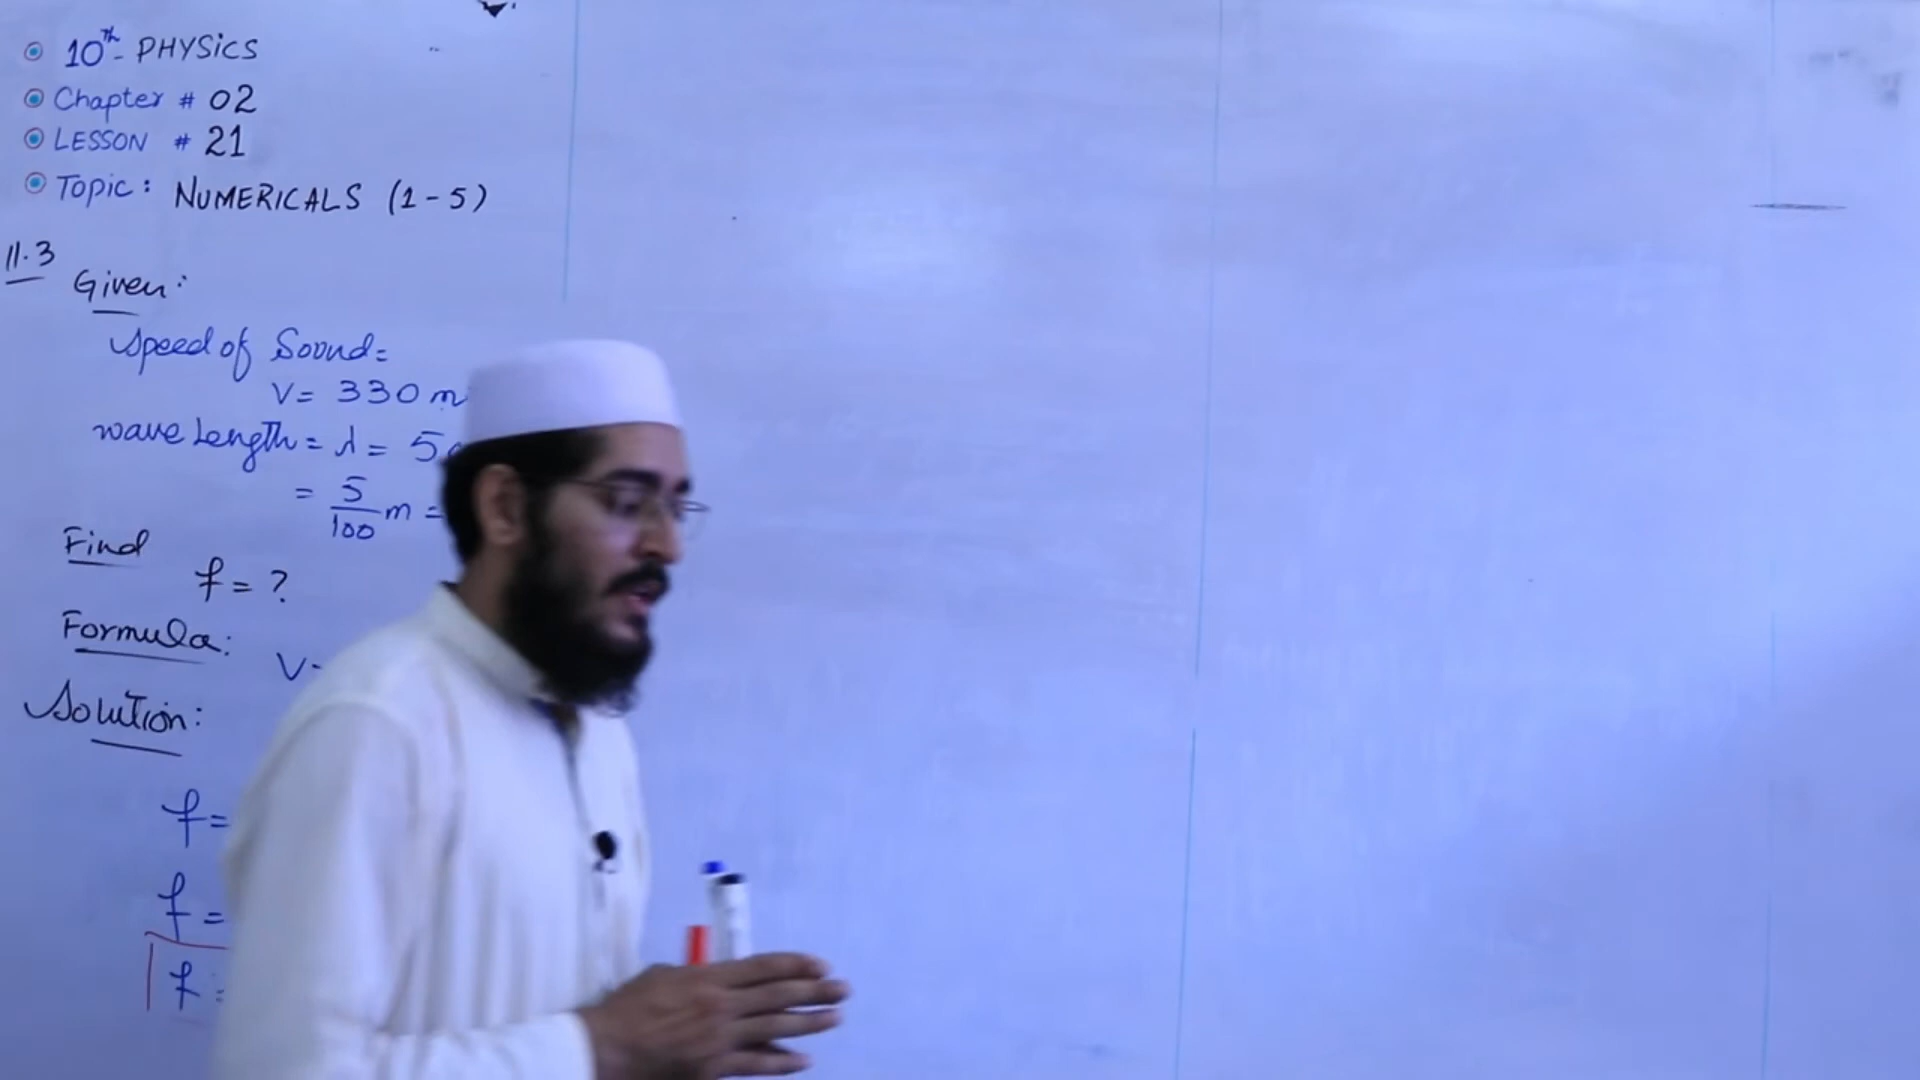 10th - PHYSICS
Chapter # 02
LESSON # 21
Topic: NUMERICALS (1-5)
11.3
Given:
Speed of Sound=
V= 330 m
wave Length = λ = 5
= 5/100 m =
Find
f = ?
Formula:
V
Solution:
f=
f=
f